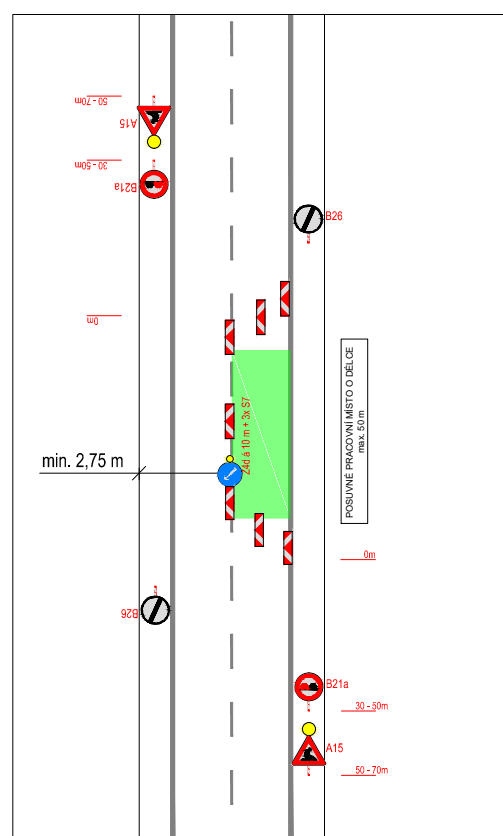 50-70m
A15
30-50m
B21a
B26
0m
Z4d á 10 m + 3x S7
POSUVNÉ PRACOVNÍ MÍSTO O DÉLCE
max. 50 m
min. 2,75 m
0m
B26
B21a
30 - 50m
A15
50 - 70m